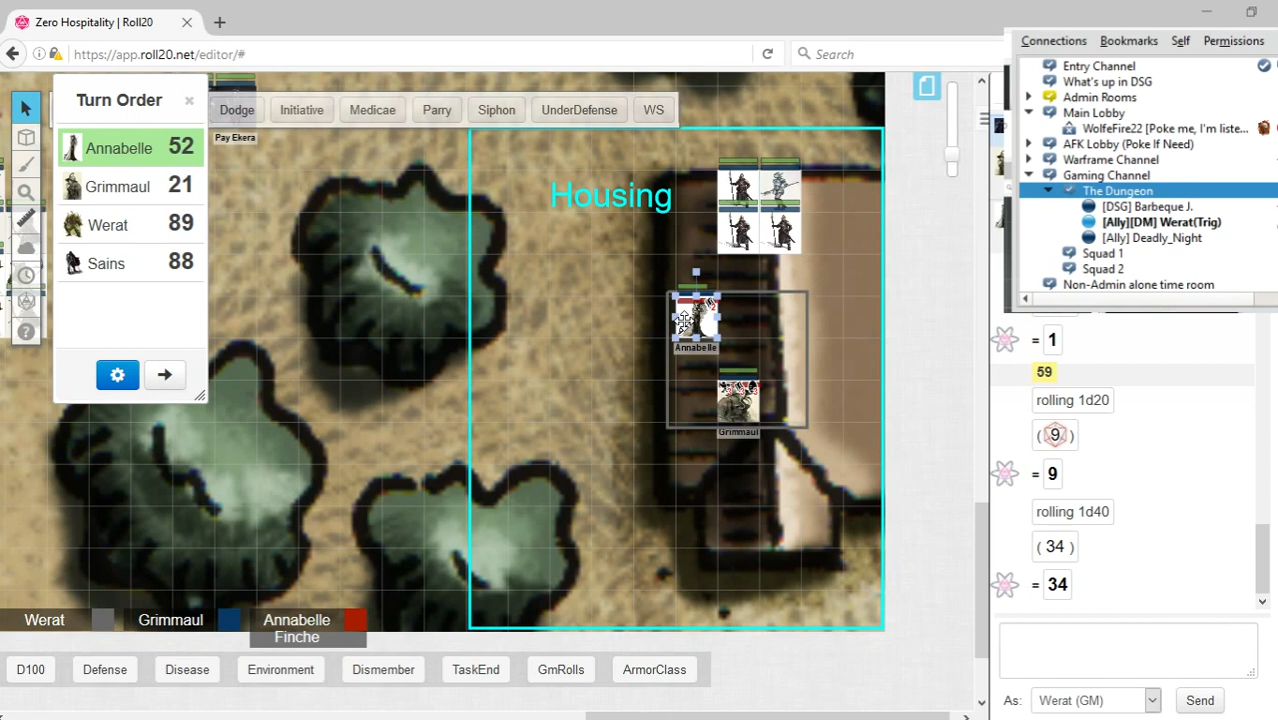 Zero Hospitality | Roll20
https://app.roll20.net/editor/#
Search
Turn Order
Annabelle 52
Grimmaul 21
Werat 89
Sains 88
Dodge
Initiative
Medicae
Parry
Siphon
UnderDefense
WS
Pay Ekera
Housing
Annabelle
Grimmaul
Connections
Bookmarks
Self
Permissions
Entry Channel
What's up in DSG
Admin Rooms
Main Lobby
WolfeFire22 [Poke me, I'm liste...
AFK Lobby (Poke If Need)
Warframe Channel
Gaming Channel
The Dungeon
[DSG] Barbeque J.
[Ally][DM] Werat(Trig)
[Ally] Deadly_Night
Squad 1
Squad 2
Non-Admin alone time room
= 1
59
rolling 1d20
( 9 )
= 9
rolling 1d40
( 34 )
= 34
Werat
Grimmaul
Annabelle
Finche
D100
Defense
Disease
Environment
Dismember
TaskEnd
GmRolls
ArmorClass
As: Werat (GM)
Send